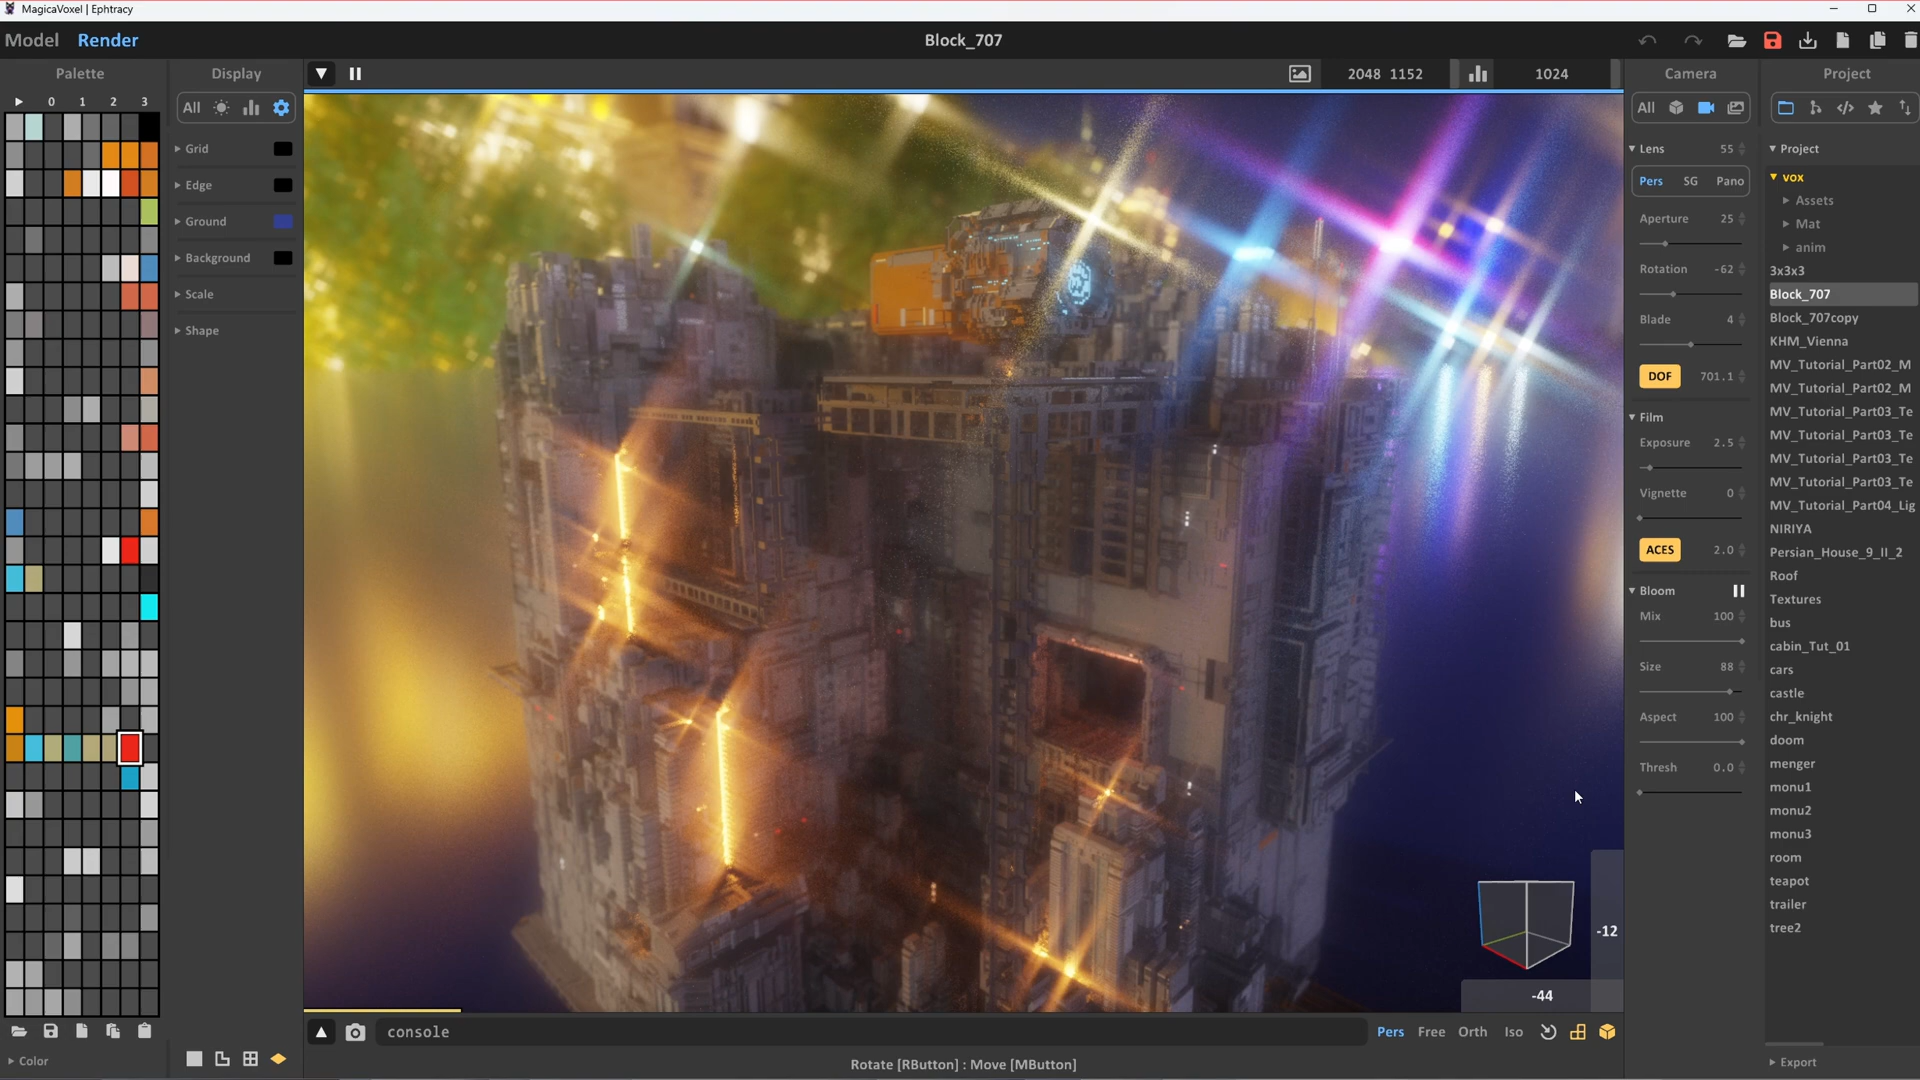 MagicaVoxel | Ephtracy
Model Render
Block_707
Palette
Display
2048 1152
1024
Camera
Project
0 1 2 3
All
All
Grid
Edge
Ground
Background
Scale
Shape
Lens 55
Pers SG Pano
Aperture 25
Rotation -62
Blade 4
DOF 701.1
Film
Exposure 2.5
Vignette 0
ACES 2.0
Bloom
Mix 100
Size 88
Aspect 100
Thresh 0.0
Project
vox
Assets
Mat
anim
3x3x3
Block_707
Block_707copy
KHM_Vienna
MV_Tutorial_Part02_M
MV_Tutorial_Part02_M
MV_Tutorial_Part03_Te
MV_Tutorial_Part03_Te
MV_Tutorial_Part03_Te
MV_Tutorial_Part03_Te
MV_Tutorial_Part04_Lig
NIRIYA
Persian_House_9_II_2
Roof
Textures
bus
cabin_Tut_01
cars
castle
chr_knight
doom
menger
monu1
monu2
monu3
room
teapot
trailer
tree2
-12
-44
console
Pers Free Orth Iso
Color
Rotate [RButton] : Move [MButton]
Export